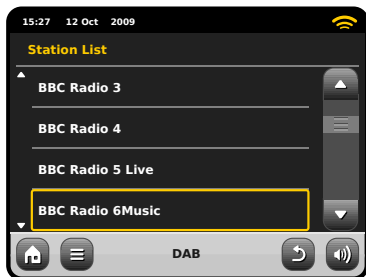 15:27 12 Oct 2009
Station List
BBC Radio 3
BBC Radio 4
BBC Radio 5 Live
BBC Radio 6Music
DAB